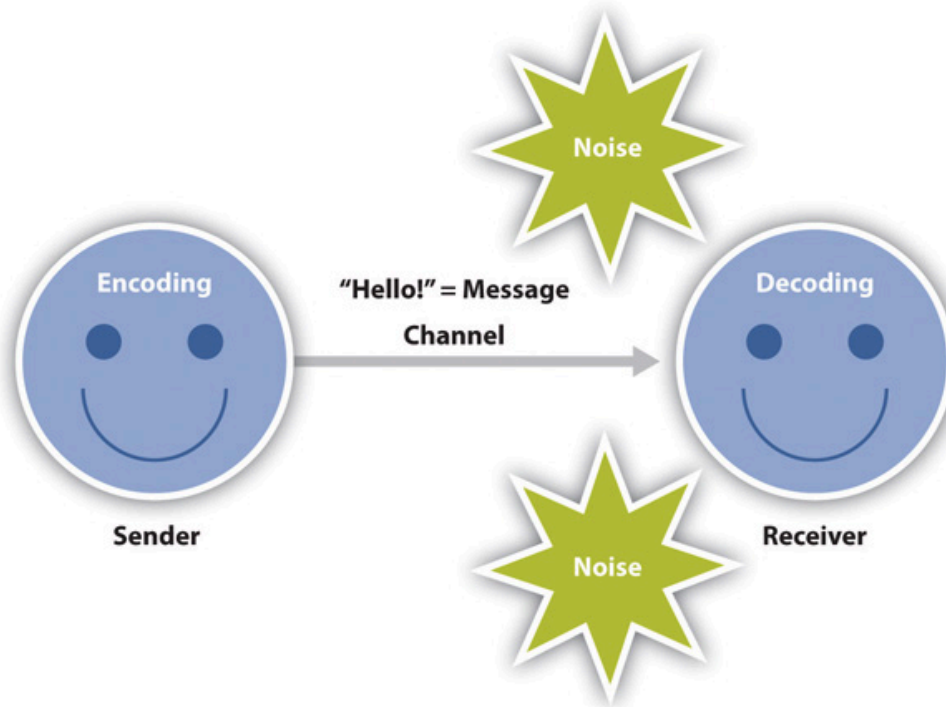 Noise
Encoding
“Hello!” = Message
Channel
Decoding
Sender
Receiver
Noise